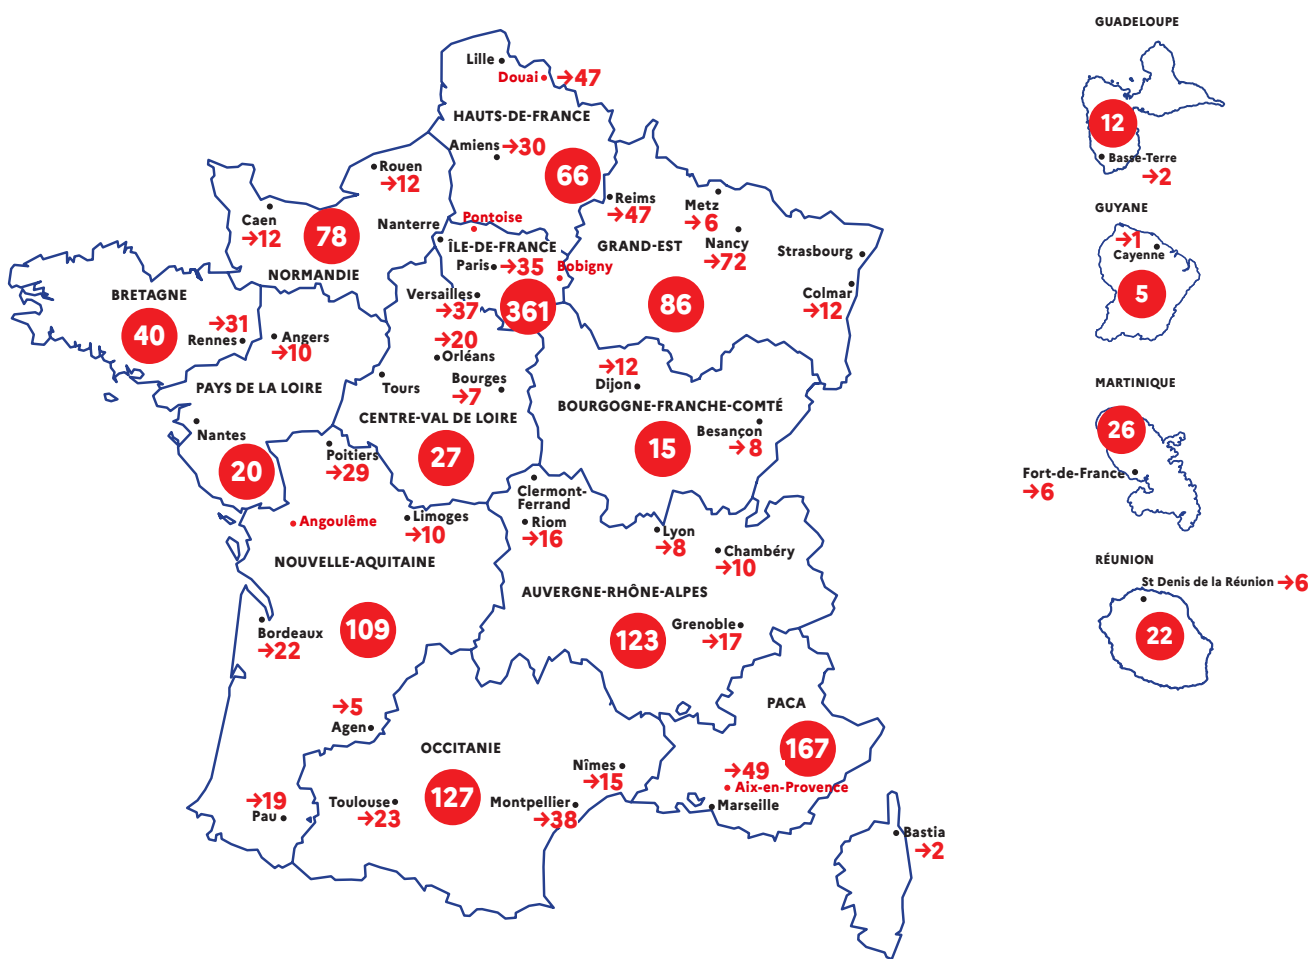 Lille
Douai →47
HAUTS-DE-FRANCE
Amiens →30
66
Rouen
→12
Caen
→12
78
NORMANDIE
Nanterre
Pontoise
ÎLE-DE-FRANCE
Paris →35
Bobigny
Versailles
→37
361
Reims
→47
Metz
→6
GRAND-EST
Nancy
→72
Strasbourg
Colmar
→12
86
BRETAGNE
40
→31
Rennes
Angers
→10
PAYS DE LA LOIRE
Nantes
20
→20
Orléans
Tours
Bourges
→7
CENTRE-VAL DE LOIRE
27
→12
Dijon
BOURGOGNE-FRANCHE-COMTÉ
Besançon
→8
15
Poitiers
→29
Angoulême
Limoges
→10
NOUVELLE-AQUITAINE
109
Bordeaux
→22
→5
Agen
→19
Pau
Clermont-
Ferrand
Riom
→16
Lyon
→8
Chambéry
→10
AUVERGNE-RHÔNE-ALPES
123
Grenoble
→17
OCCITANIE
127
Toulouse
→23
Nîmes
→15
Montpellier
→38
PACA
167
→49
Aix-en-Provence
Marseille
Bastia
→2
GUADELOUPE
12
Basse-Terre
→2
GUYANE
→1
Cayenne
5
MARTINIQUE
26
Fort-de-France
→6
RÉUNION
St Denis de la Réunion →6
22